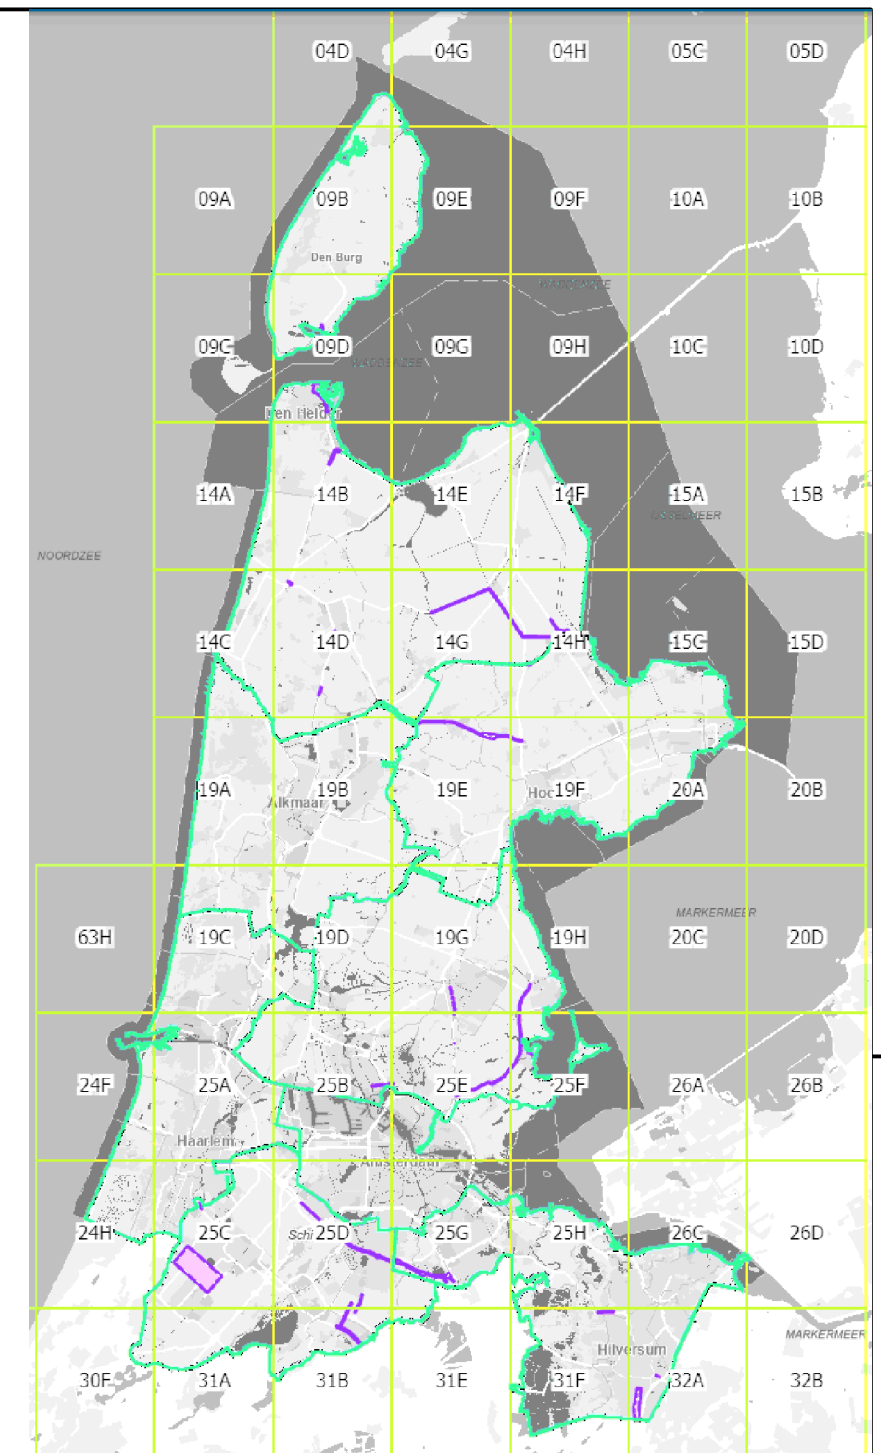 04D 04G 04H 05C 05D
09A 09B 09E 09F 10A 10B
Den Burg
WADDENZEE
09C 09D 09G 09H 10C 10D
WADDENZEE
Den Helder
14A 14B 14E 14F 15A 15B
IJSSELMEER
NOORDZEE
14C 14D 14G 14H 15C 15D
19A 19B 19E 19F 20A 20B
Alkmaar
MARKERMEER
63H 19C 19D 19G 19H 20C 20D
24F 25A 25B 25E 25F 26A 26B
Haarlem
Amsterdam
24H 25C 25D 25G 25H 26C 26D
Schi
MARKERMEER
Hilversum
30F 31A 31B 31E 31F 32A 32B